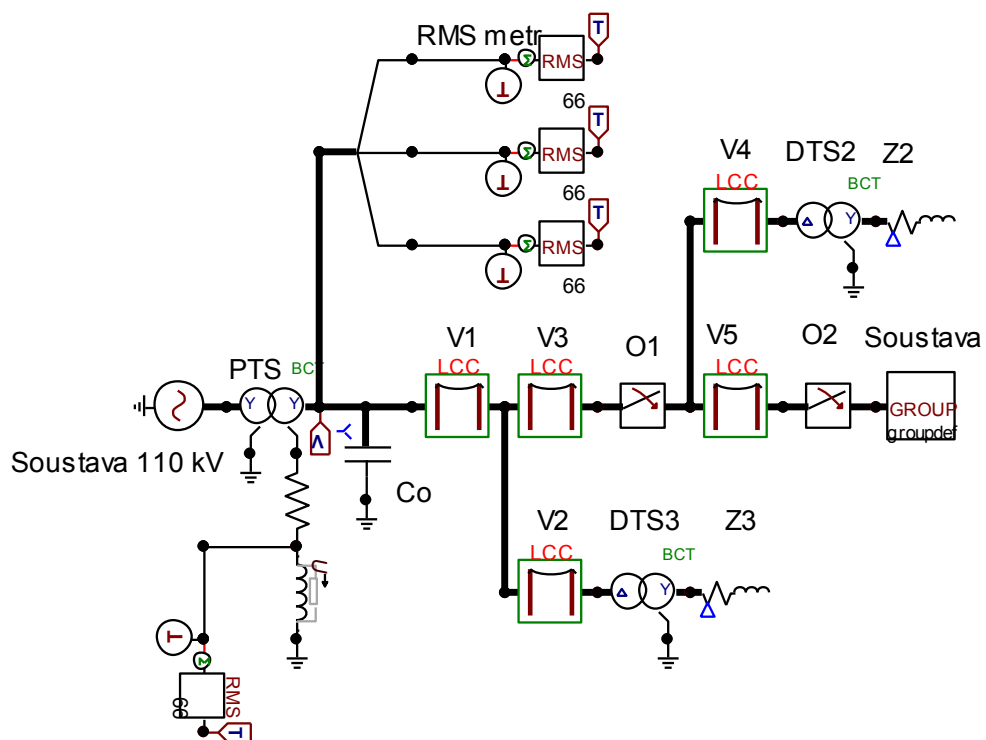 RMS metr
T
RMS
T
66
T
M
RMS
66
T
M
RMS
T
66
V4
DTS2
Z2
LCC
BCT
Y
V1
V3
O1
V5
O2
Soustava
LCC
LCC
LCC
PTS
BCT
Y
Y
V
Y
GROUP
groupdef
Soustava 110 kV
Co
V2
DTS3
Z3
LCC
BCT
Y
U
T
M
RMS
66
T